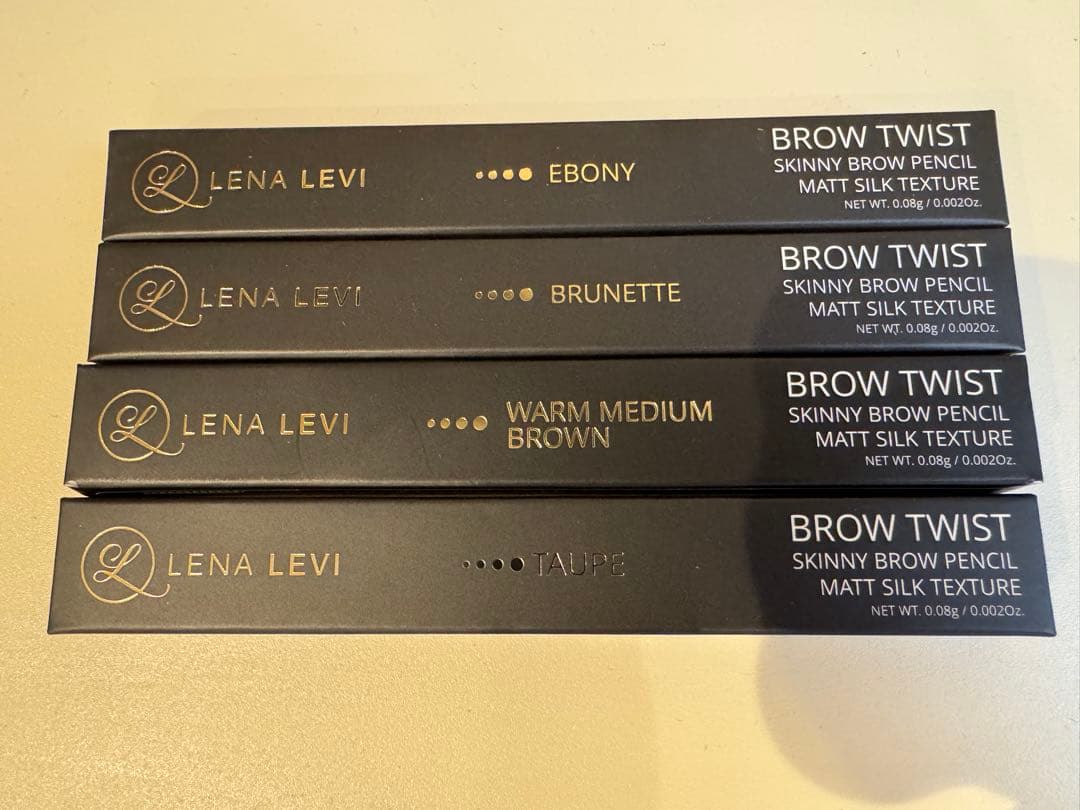 LENA LEVI
EBONY
BROW TWIST
SKINNY BROW PENCIL
MATT SILK TEXTURE
NET WT. 0.08g / 0.002Oz.
LENA LEVI
BRUNETTE
BROW TWIST
SKINNY BROW PENCIL
MATT SILK TEXTURE
NET WT. 0.08g / 0.002Oz.
LENA LEVI
WARM MEDIUM
BROWN
BROW TWIST
SKINNY BROW PENCIL
MATT SILK TEXTURE
NET WT. 0.08g / 0.002Oz.
LENA LEVI
TAUPE
BROW TWIST
SKINNY BROW PENCIL
MATT SILK TEXTURE
NET WT. 0.08g / 0.002Oz.